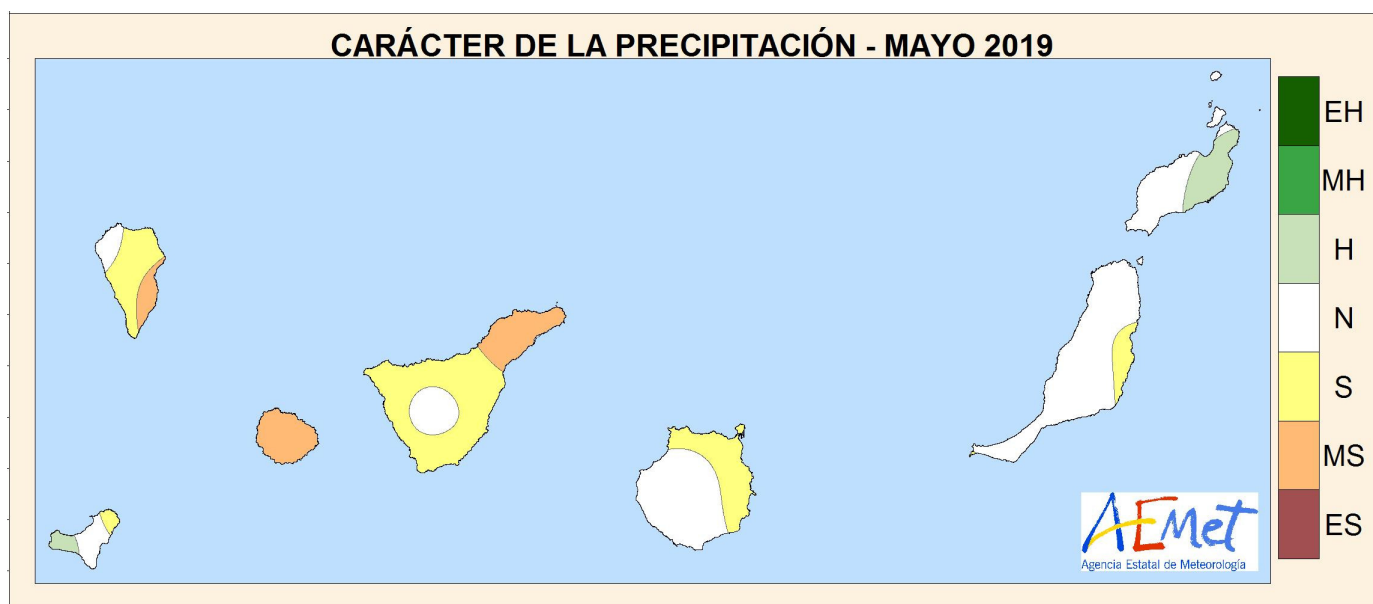 CARÁCTER DE LA PRECIPITACIÓN - MAYO 2019
EH
MH
H
N
S
MS
ES
AEMet
Agencia Estatal de Meteorología